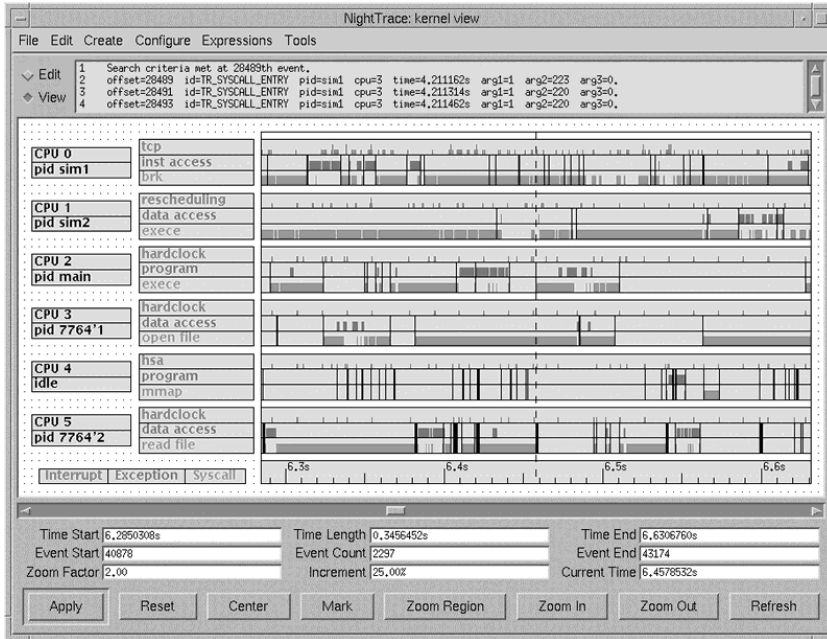 NightTrace: kernel view
File Edit Create Configure Expressions Tools
Edit
View
1 Search criteria met at 28489th event.
2 offset=28489 id=TR_SYSCALL_ENTRY pid=sim1 cpu=3 time=4.211162s arg1=1 arg2=223 arg3=0.
3 offset=28491 id=TR_SYSCALL_ENTRY pid=sim1 cpu=3 time=4.211314s arg1=1 arg2=220 arg3=0.
4 offset=28493 id=TR_SYSCALL_ENTRY pid=sim1 cpu=3 time=4.211462s arg1=1 arg2=220 arg3=0.
CPU 0
pid sim1
tcp
inst access
brk
CPU 1
pid sim2
rescheduling
data access
exece
CPU 2
pid main
hardclock
program
exece
CPU 3
pid 7764'1
hardclock
data access
open file
CPU 4
idle
hsa
program
mmap
CPU 5
pid 7764'2
hardclock
data access
read file
Interrupt Exception Syscall
6.3s 6.4s 6.5s 6.6s
Time Start 6.2850308s Time Length 0.3456452s Time End 6.6306760s
Event Start 40878 Event Count 2297 Event End 43174
Zoom Factor 2.00 Increment 25.00% Current Time 6.4578532s
Apply Reset Center Mark Zoom Region Zoom In Zoom Out Refresh